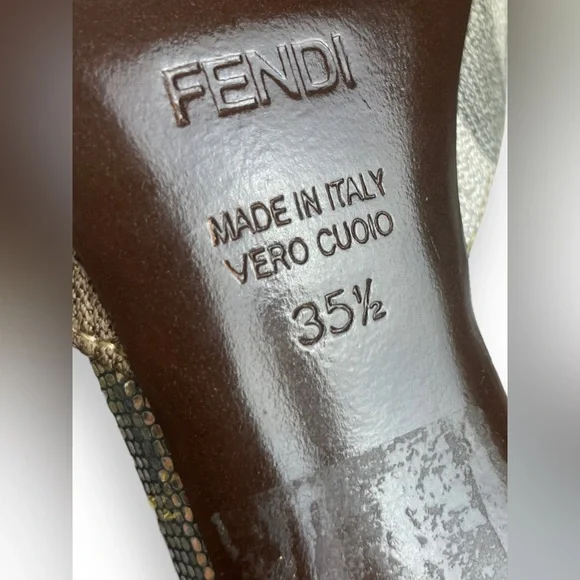 FENDI
MADE IN ITALY
VERO CUOIO
35½